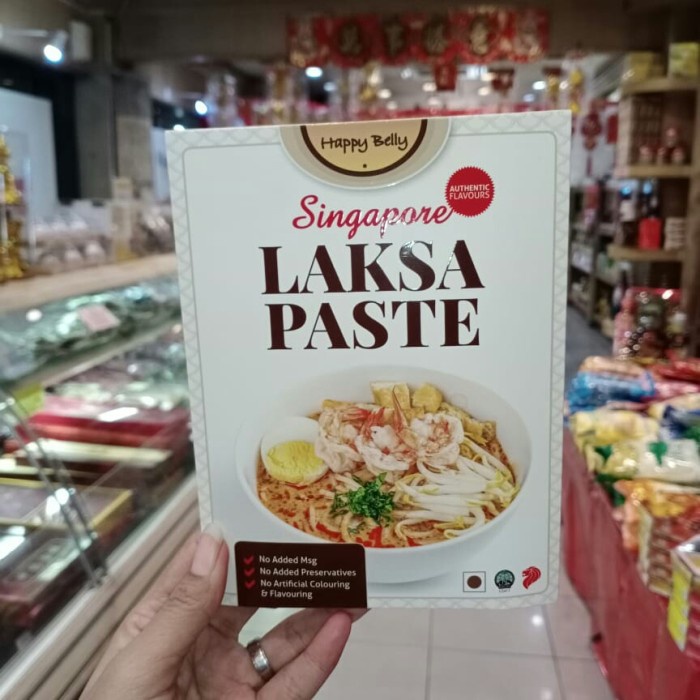 Happy Belly
AUTHENTIC
FLAVOURS
Singapore
LAKSA
PASTE
No Added Msg
No Added Preservatives
No Artificial Colouring
& Flavouring